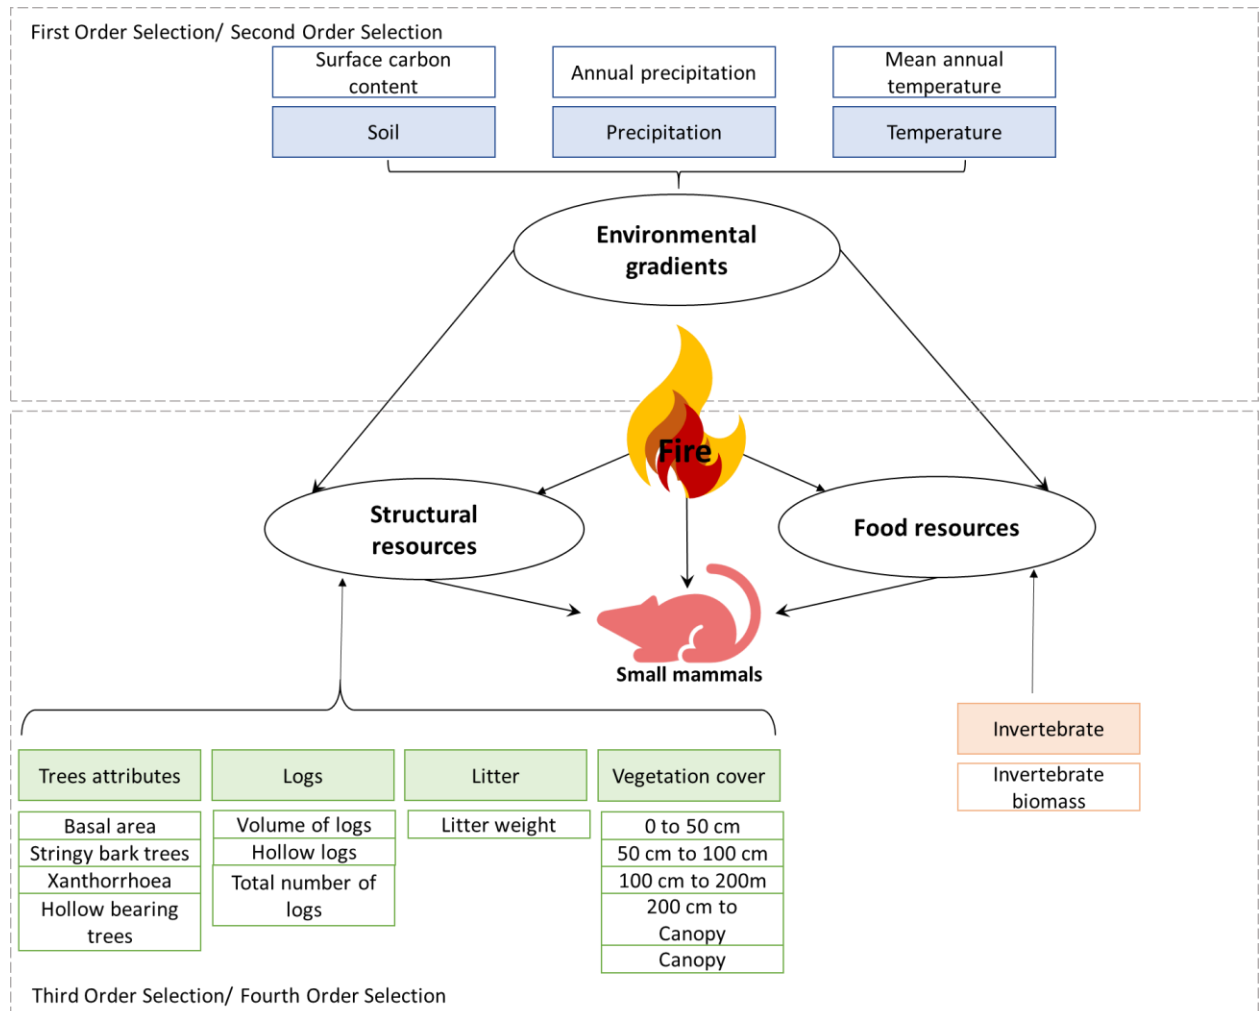 First Order Selection/ Second Order Selection
Surface carbon
content
Annual precipitation
Mean annual
temperature
Soil
Precipitation
Temperature
Environmental
gradients
Fire
Structural
resources
Food resources
Small mammals
Trees attributes
Logs
Litter
Vegetation cover
Invertebrate
Invertebrate
biomass
Basal area
Stringy bark trees
Xanthorrhoea
Hollow bearing
trees
Volume of logs
Hollow logs
Total number of
logs
Litter weight
0 to 50 cm
50 cm to 100 cm
100 cm to 200m
200 cm to
Canopy
Canopy
Third Order Selection/ Fourth Order Selection